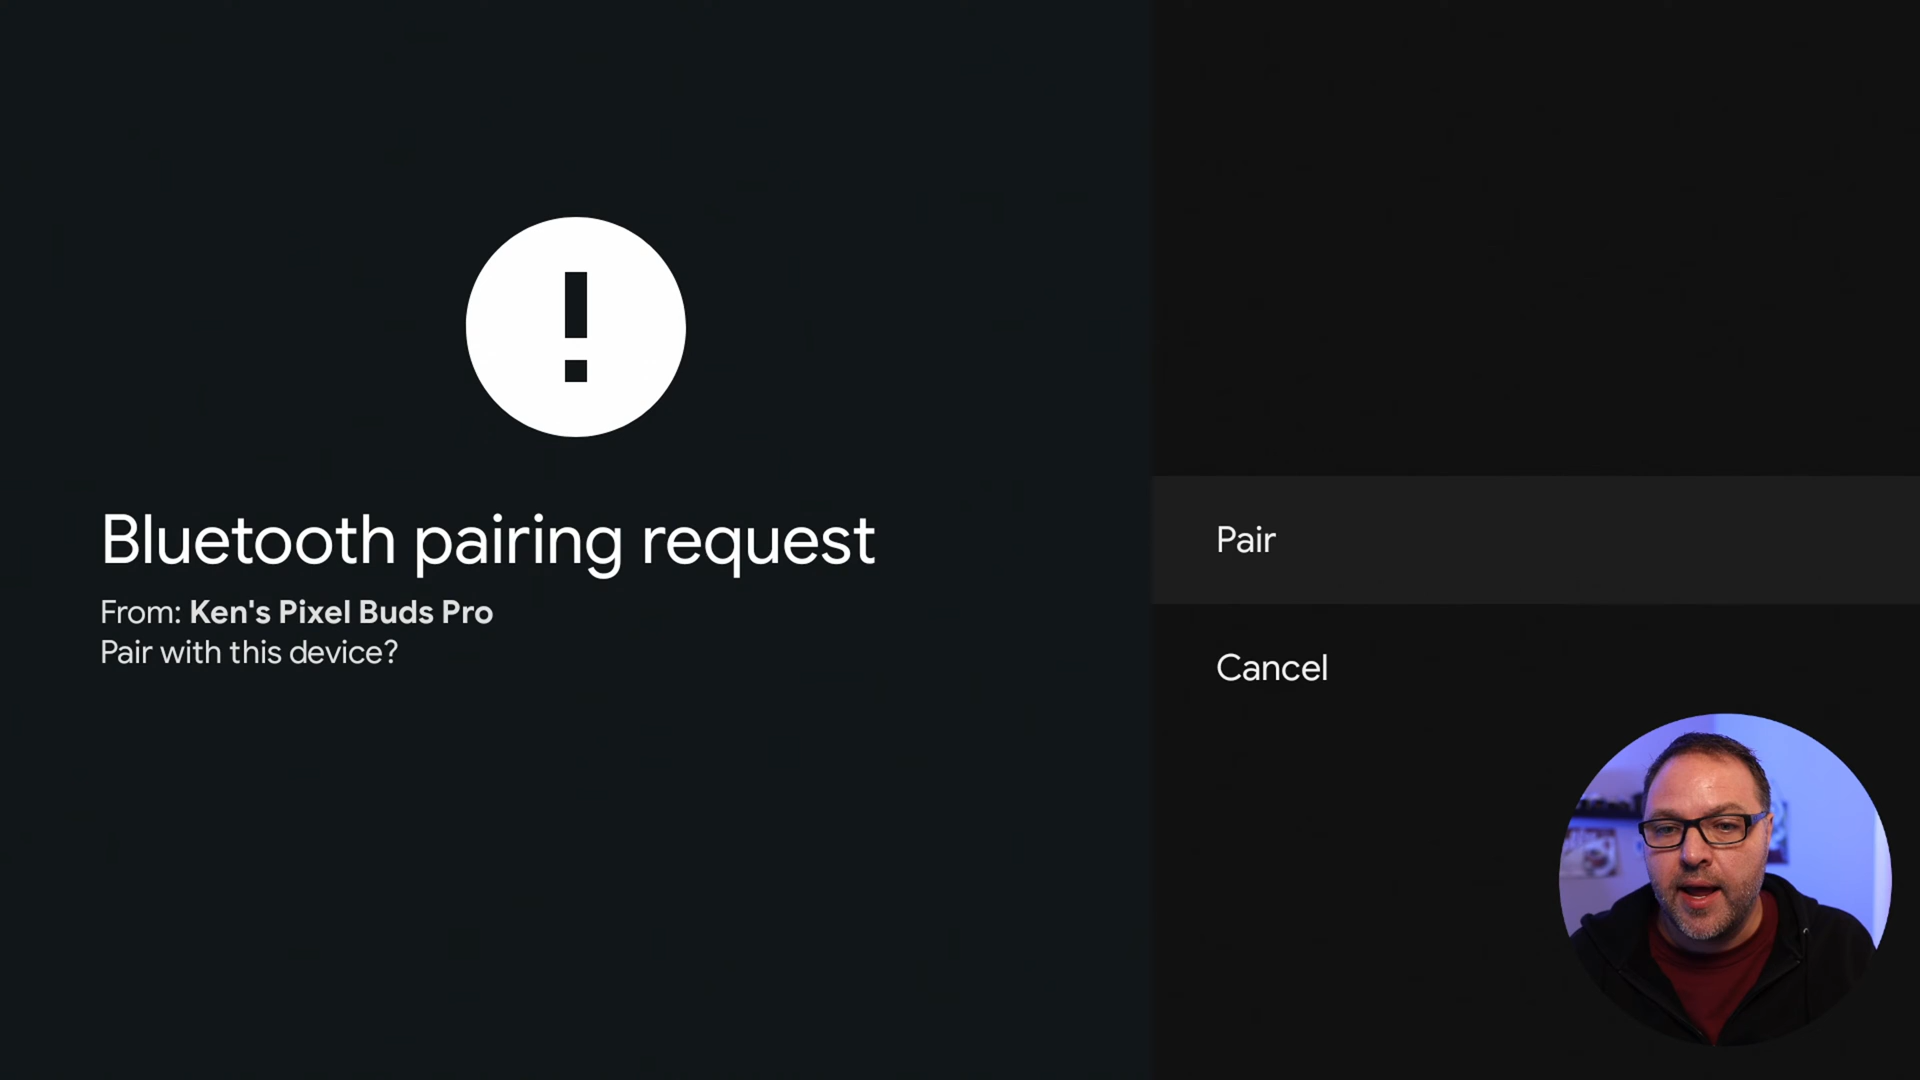 Bluetooth pairing request
From: Ken's Pixel Buds Pro
Pair with this device?
Pair
Cancel